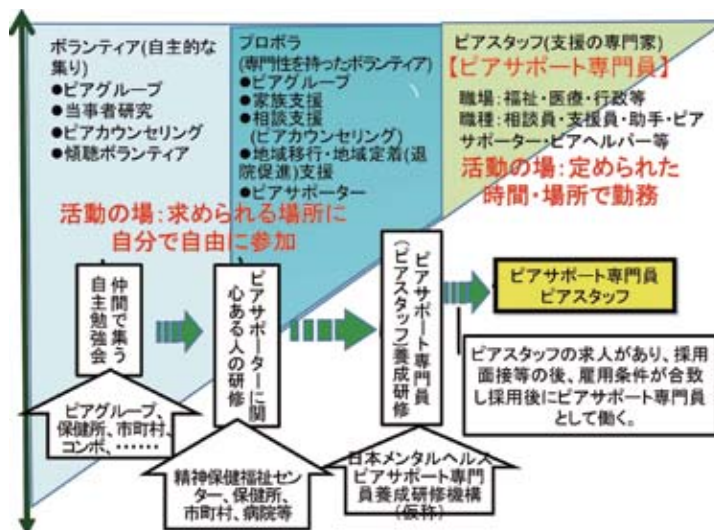 ボランティア(自主的な
集り)
●ピアグループ
●当事者研究
●ピアカウンセリング
●傾聴ボランティア
プロボラ
(専門性を持ったボランティア)
●ピアグループ
●家族支援
●相談支援
(ピアカウンセリング)
●地域移行・地域定着(退
院促進)支援
●ピアサポーター
ピアスタッフ(支援の専門家)
【ピアサポート専門員】
職場:福祉・医療・行政等
職種:相談員・支援員・助手・ピア
サポーター・ピアヘルパー等
活動の場:定められた
時間・場所で勤務
活動の場:求められる場所に
自分で自由に参加
仲間で集う
自主勉強会
ピアサポーターに関
心ある人の研修
ピアサポート専門員
(ピアスタッフ)養成研修
ピアサポート専門員
ピアスタッフ
ピアスタッフの求人があり、採用
面接等の後、雇用条件が合致
し採用後にピアサポート専門員
として働く。
ピアグループ、
保健所、市町村、
コンボ、……
精神保健福祉セン
ター、保健所、
市町村、病院等
日本メンタルヘルス
ピアサポート専門
員養成研修機構
(仮称)